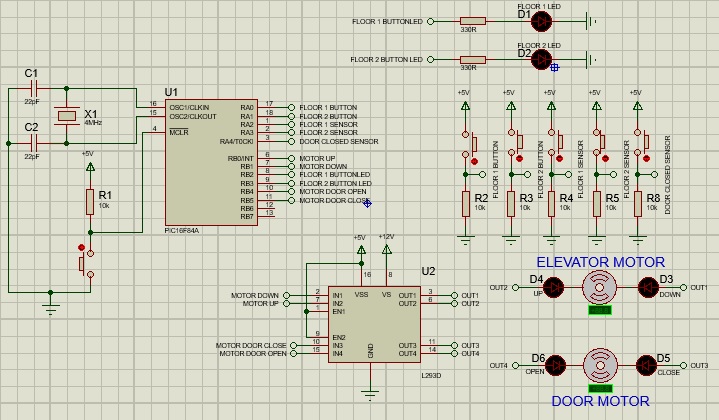 FLOOR 1 LED
D1
FLOOR 1 BUTTONLED
330R
FLOOR 2 LED
D2
FLOOR 2 BUTTON LED
330R
C1
22pF
C2
22pF
X1
4MHz
+5V
R1
10k
U1
16 OSC1/CLKIN
15 OSC2/CLKOUT
4 MCLR
RA0 17 FLOOR 1 BUTTON
RA1 18 FLOOR 2 BUTTON
RA2 1 FLOOR 1 SENSOR
RA3 2 FLOOR 2 SENSOR
RA4/T0CKI 3 DOOR CLOSED SENSOR
RB0/INT 6 MOTOR UP
RB1 7 MOTOR DOWN
RB2 8 FLOOR 1 BUTTONLED
RB3 9 FLOOR 2 BUTTON LED
RB4 10 MOTOR DOOR OPEN
RB5 11 MOTOR DOOR CLOSE
RB6 12
RB7 13
PIC16F84A
+5V
+5V
+5V
+5V
+5V
FLOOR 1 BUTTON
FLOOR 2 BUTTON
FLOOR 1 SENSOR
FLOOR 2 SENSOR
DOOR CLOSED SENSOR
R2
10k
R3
10k
R4
10k
R5
10k
R8
10k
+5V
+12V
U2
16
8
VSS
VS
MOTOR DOWN 2 IN1
MOTOR UP 7 IN2
1 EN1
OUT1 3 OUT1
OUT2 6 OUT2
9 EN2
MOTOR DOOR CLOSE 10 IN3
MOTOR DOOR OPEN 15 IN4
OUT3 11 OUT3
OUT4 14 OUT4
GND
L293D
ELEVATOR MOTOR
OUT2
D4
UP
D3
DOWN
OUT1
OUT4
D6
OPEN
D5
CLOSE
OUT3
DOOR MOTOR